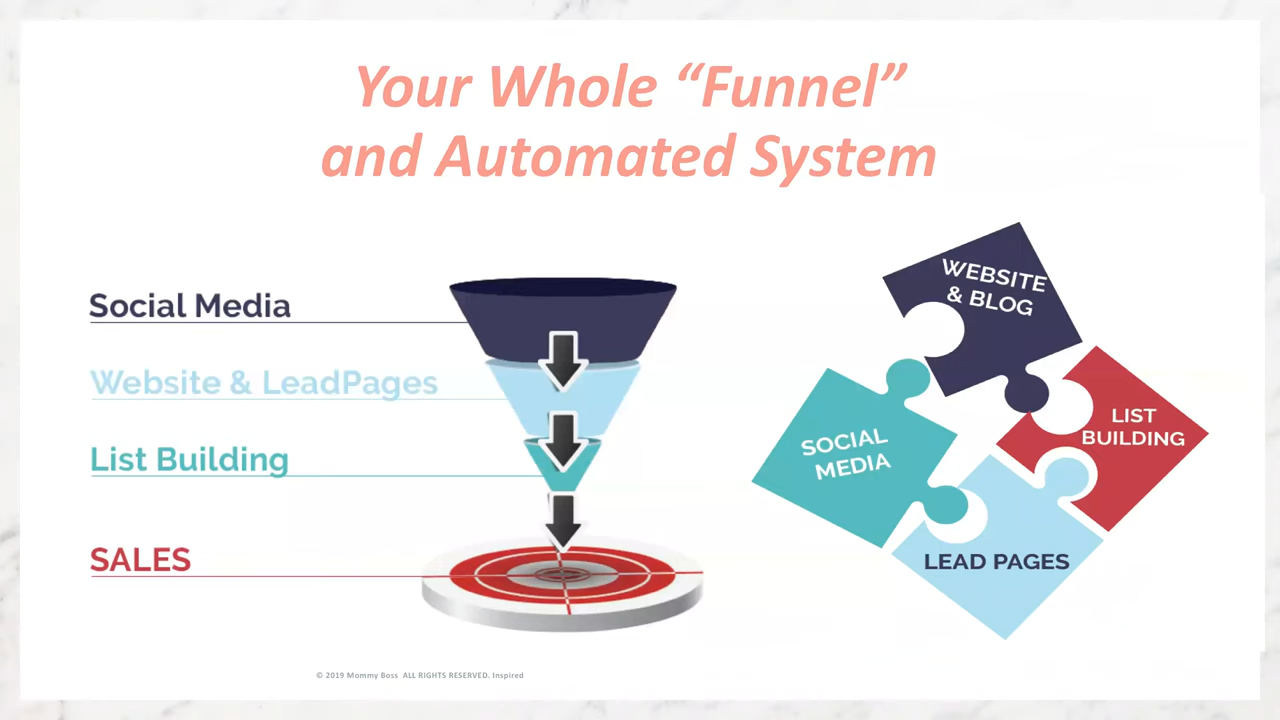 Your Whole “Funnel”
and Automated System
Social Media
Website & LeadPages
List Building
SALES
WEBSITE
& BLOG
LIST
BUILDING
SOCIAL
MEDIA
LEAD PAGES
© 2019 Mommy Boss ALL RIGHTS RESERVED. Inspired